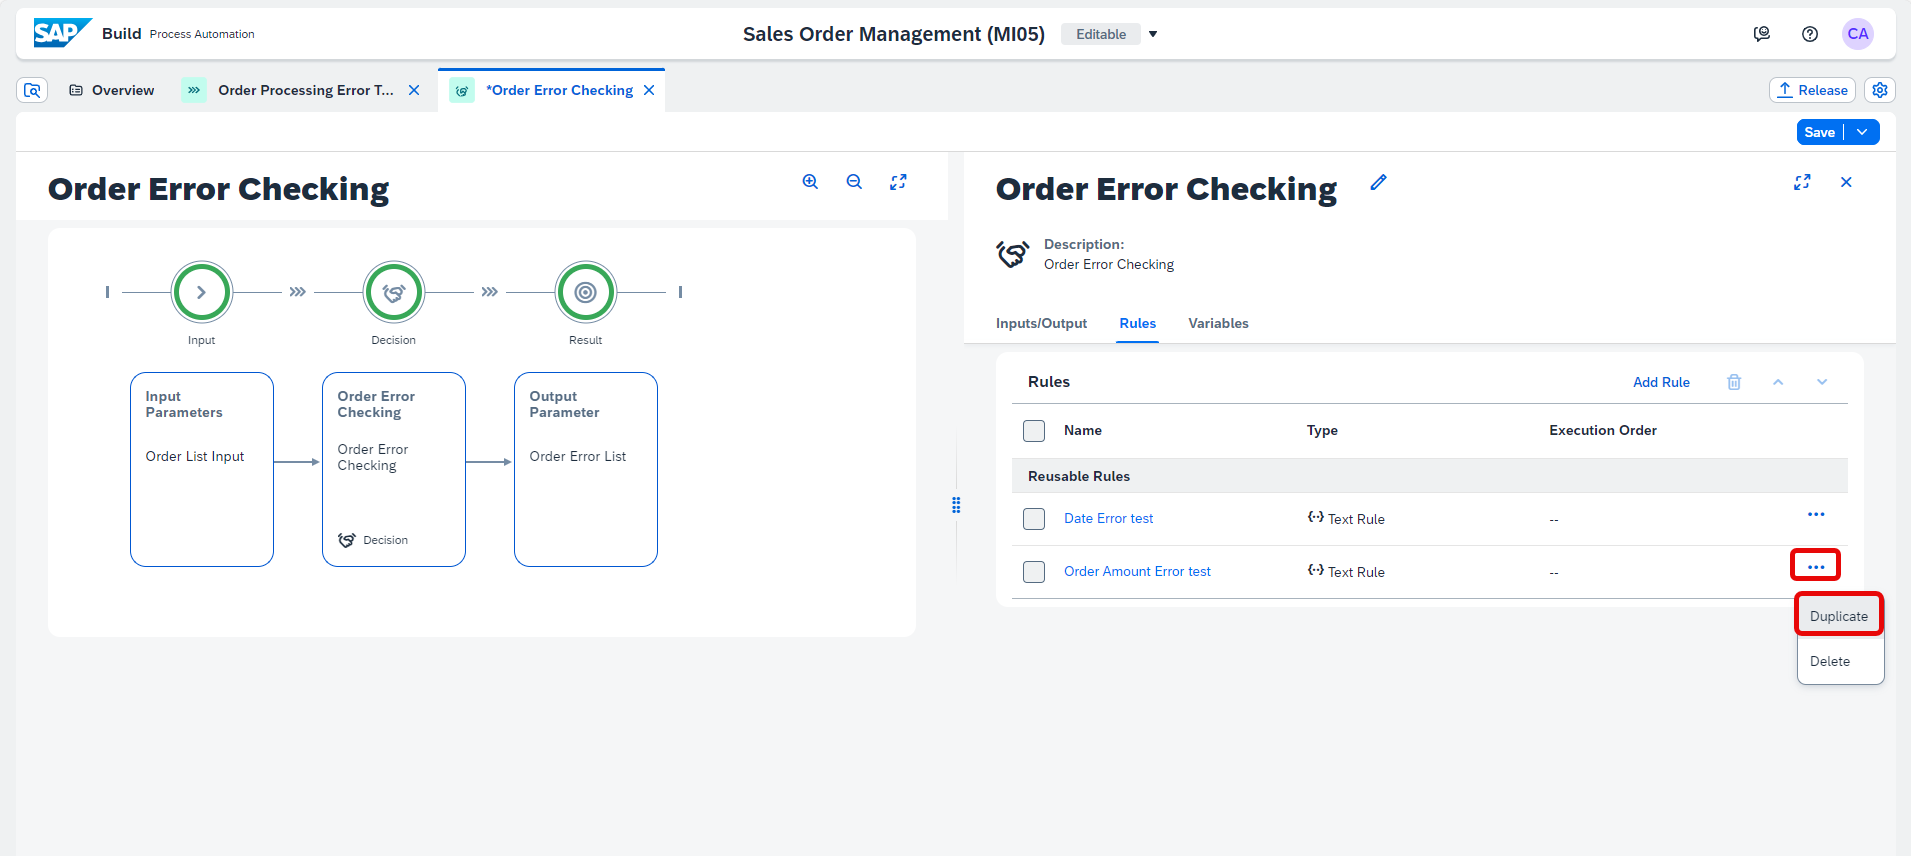 SAP Build Process Automation
Sales Order Management (MI05) Editable
CA
Overview
Order Processing Error T...
*Order Error Checking
Release
Save
Order Error Checking
Input
Decision
Result
Input
Parameters
Order List Input
Order Error
Checking
Order Error
Checking
Decision
Output
Parameter
Order Error List
Order Error Checking
Description:
Order Error Checking
Inputs/Output Rules Variables
Rules
Add Rule
Name Type Execution Order
Reusable Rules
Date Error test Text Rule --
Order Amount Error test Text Rule --
Duplicate
Delete